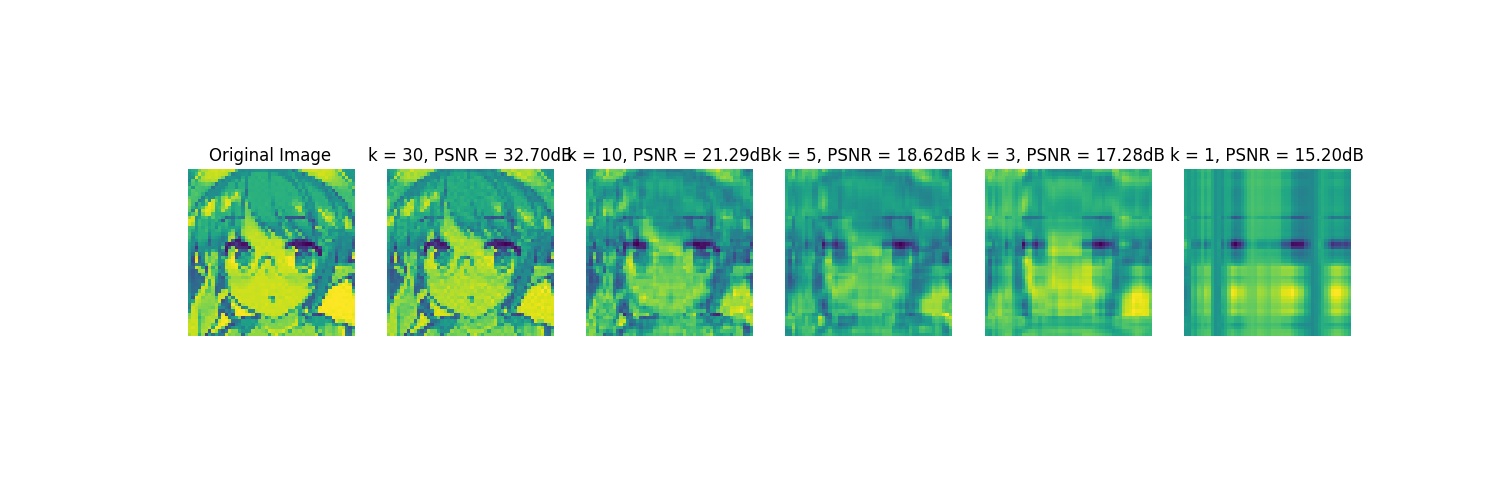 Original Image
k = 30, PSNR = 32.70dB
k = 10, PSNR = 21.29dB
k = 5, PSNR = 18.62dB
k = 3, PSNR = 17.28dB
k = 1, PSNR = 15.20dB